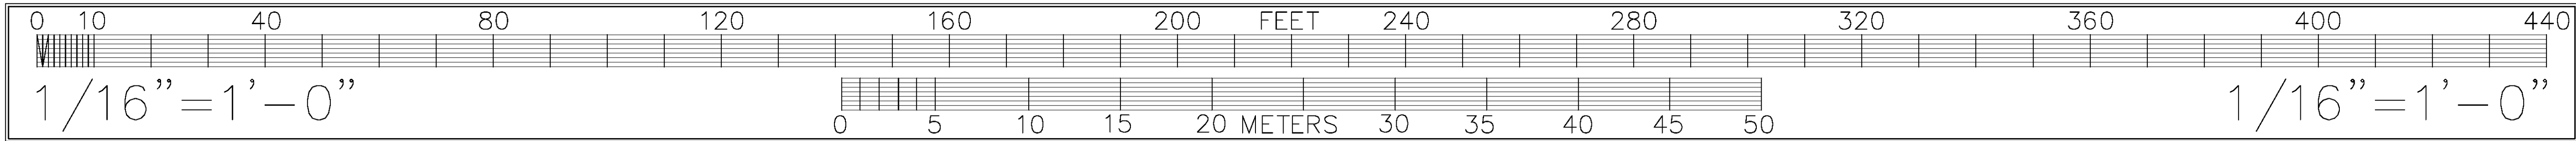 0 10 40 80 120 160 200 FEET 240 280 320 360 400 440
1/16”=1’-0” 1/16”=1’-0”
0 5 10 15 20 METERS 30 35 40 45 50